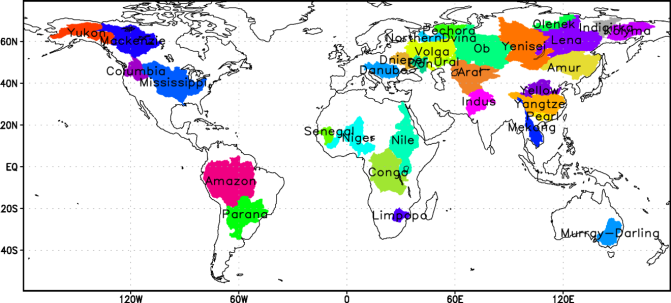 60N
40N
20N
EQ
20S
40S
120W
60W
0
60E
120E
Yukon
Mackenzie
Columbia
Mississippi
Amazon
Parana
Senegal
Niger
Nile
Congo
Limpopo
Danube
Dnieper
Don
Volga
Ural
NorthernDvina
Pechora
Ob
Yenisei
Olenek
Lena
Indigirka
Kolyma
Aral
Amur
Indus
Yellow
Yangtze
Pearl
Mekong
Murray-Darling